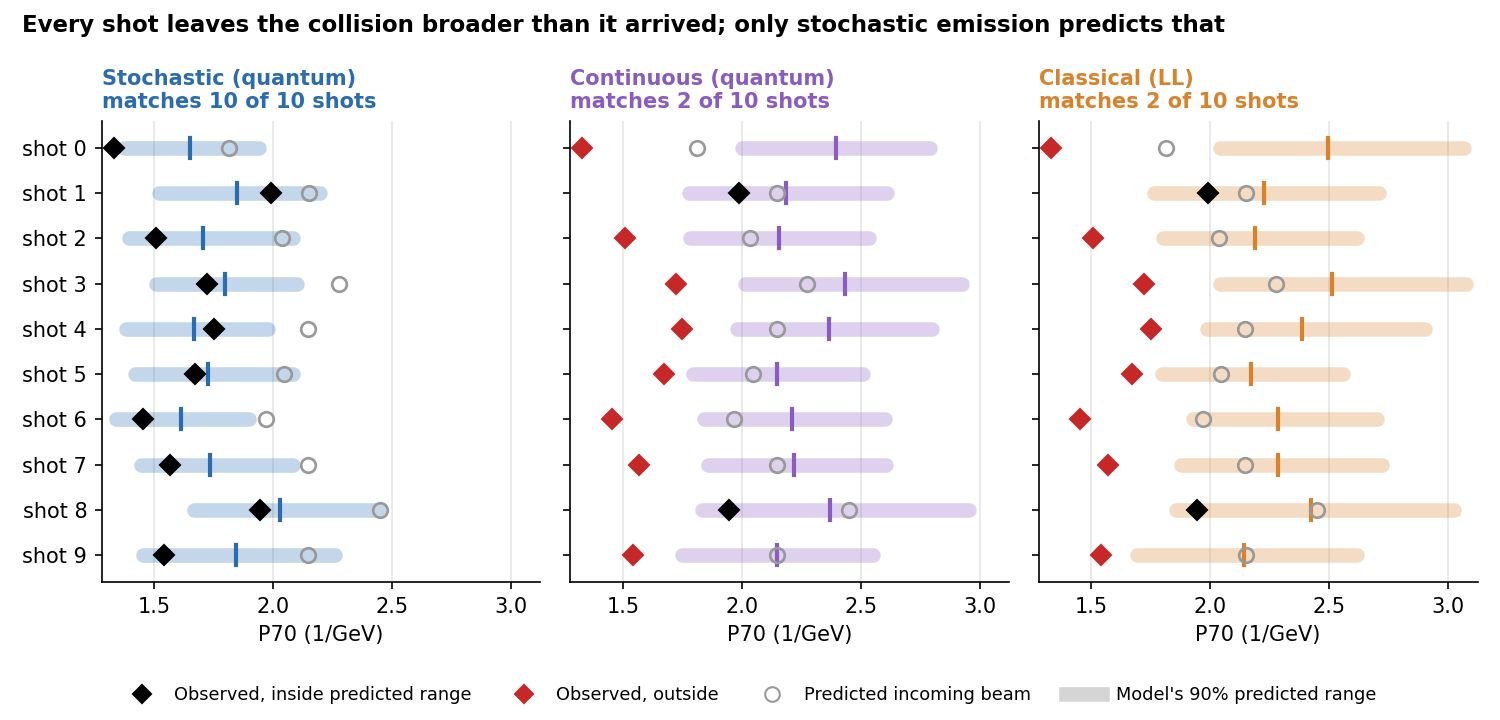 Every shot leaves the collision broader than it arrived; only stochastic emission predicts that
Stochastic (quantum)
matches 10 of 10 shots
Continuous (quantum)
matches 2 of 10 shots
Classical (LL)
matches 2 of 10 shots
shot 0
shot 1
shot 2
shot 3
shot 4
shot 5
shot 6
shot 7
shot 8
shot 9
1.5 2.0 2.5 3.0
P70 (1/GeV)
1.5 2.0 2.5 3.0
P70 (1/GeV)
1.5 2.0 2.5 3.0
P70 (1/GeV)
Observed, inside predicted range Observed, outside Predicted incoming beam Model's 90% predicted range